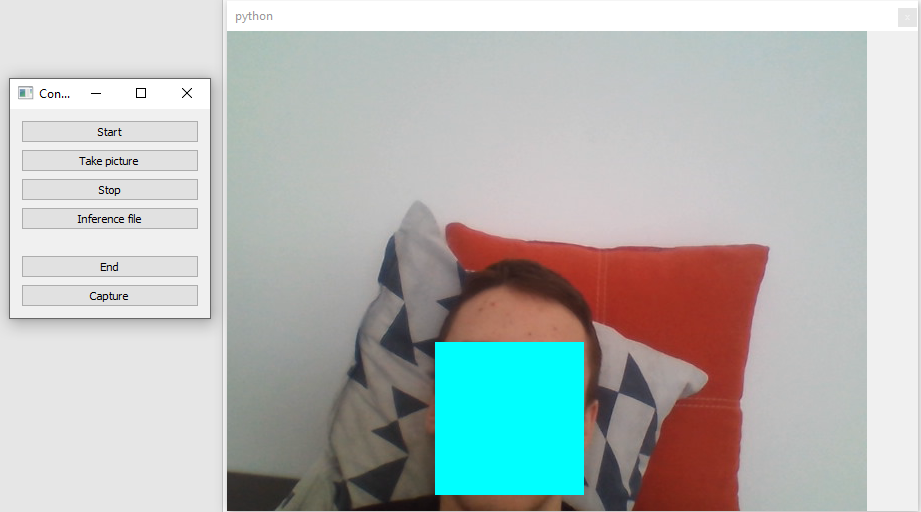 Con...
Start
Take picture
Stop
Inference file
End
Capture
python